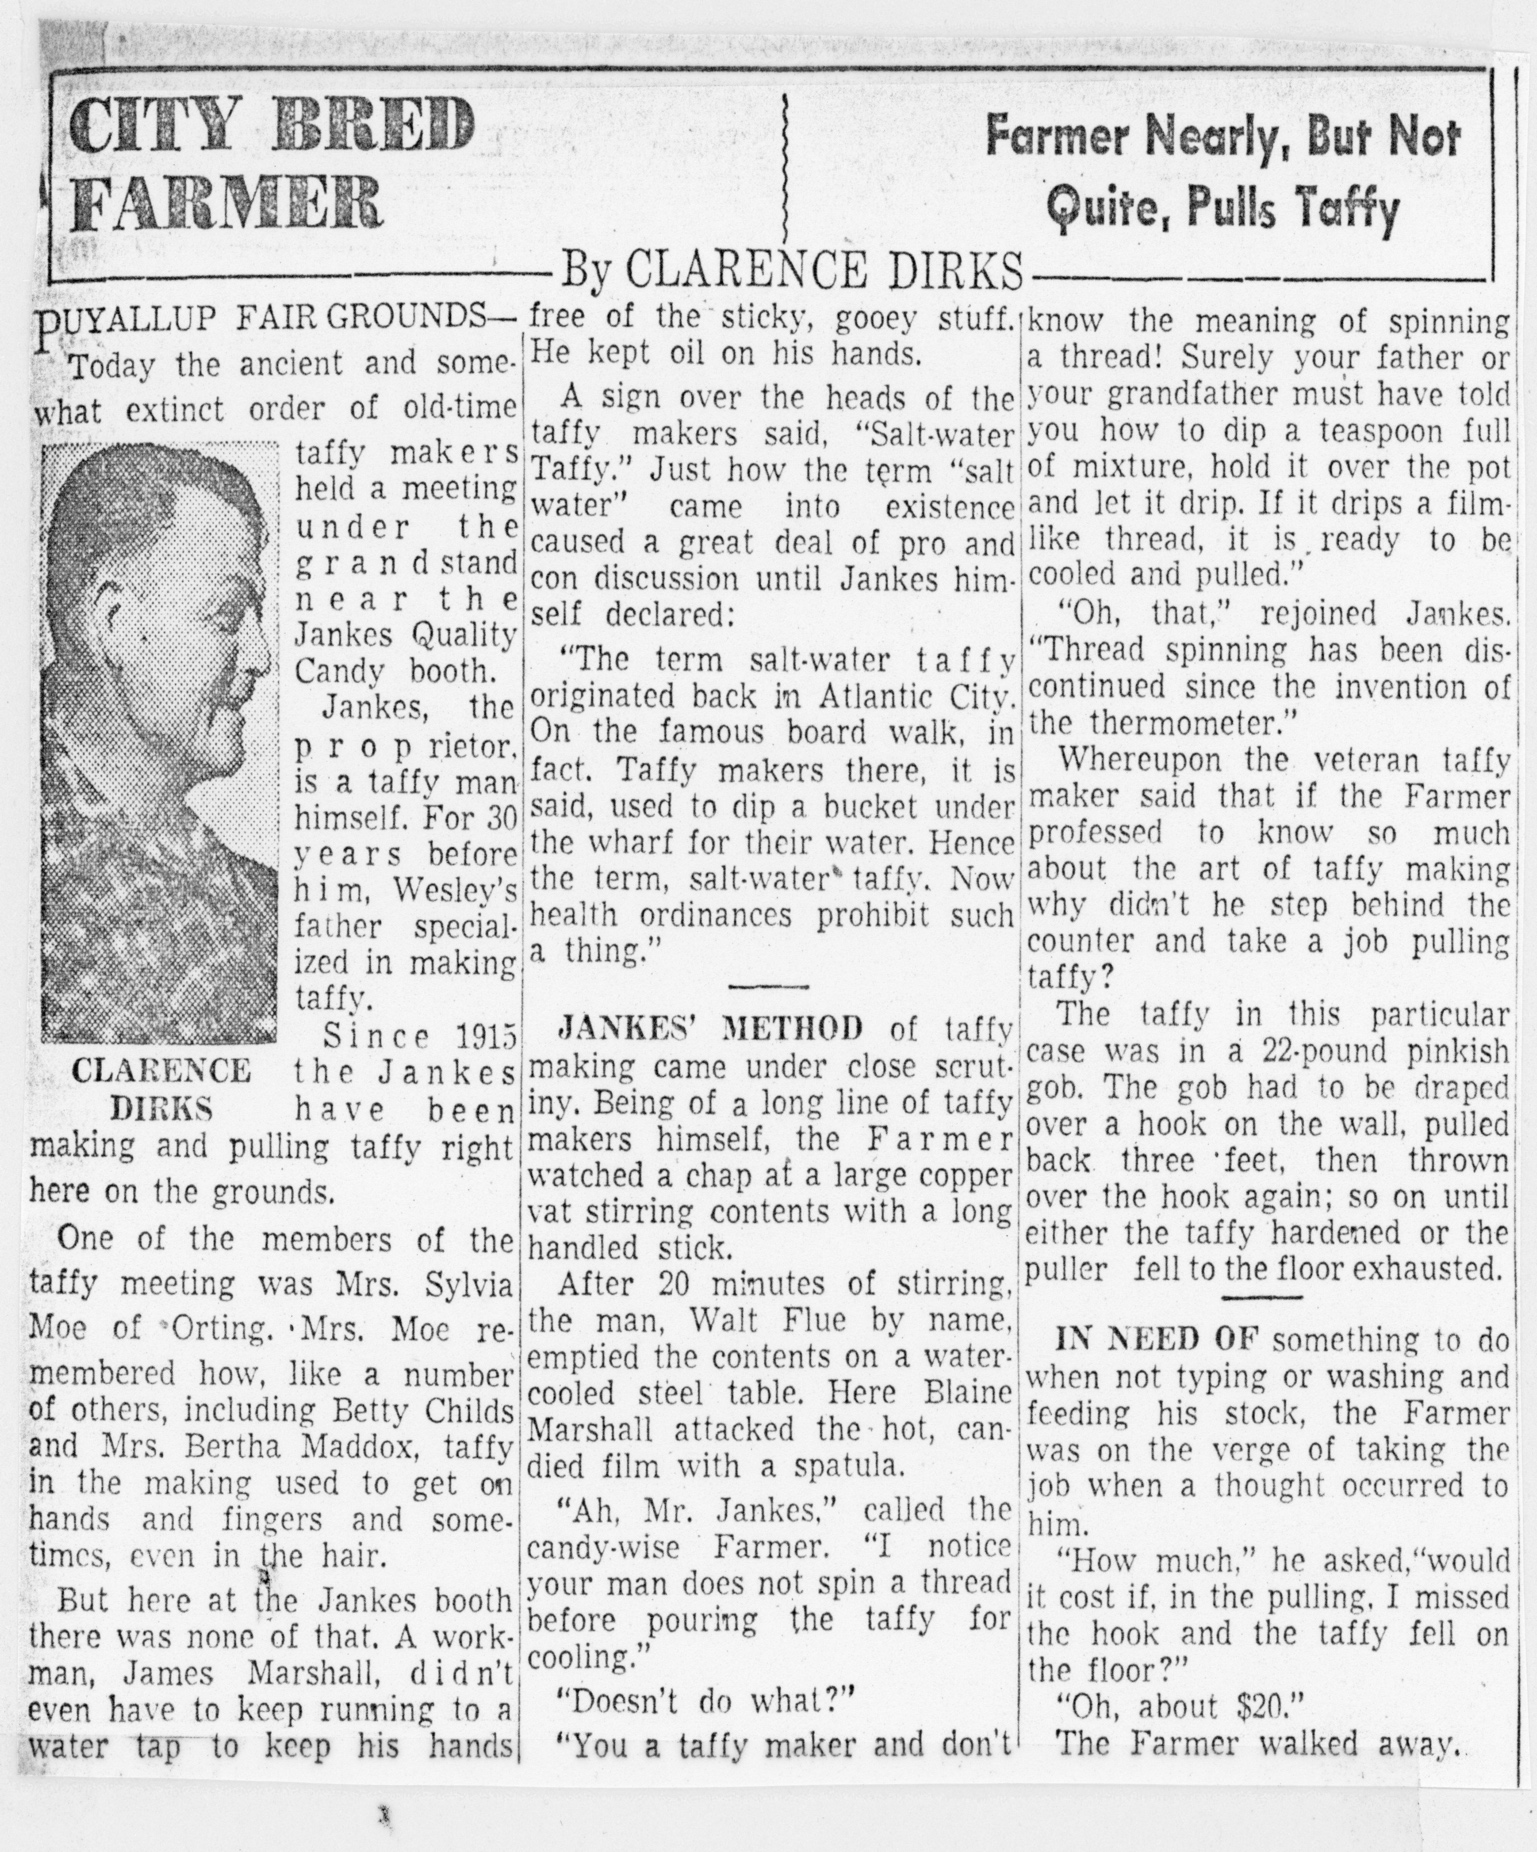 CITY BRED
FARMER
Farmer Nearly, But Not
Quite, Pulls Taffy
By CLARENCE DIRKS
PUYALLUP FAIR GROUNDS—
Today the ancient and some-
what extinct order of old-time
taffy makers
held a meeting
under the
grandstand
near the
Jankes Quality
Candy booth.
Jankes, the
proprietor,
is a taffy man
himself. For 30
years before
him, Wesley's
father special-
ized in making
taffy.
Since 1915
the Jankes
have been
CLARENCE
DIRKS
making and pulling taffy right
here on the grounds.
One of the members of the
taffy meeting was Mrs. Sylvia
Moe of Orting. Mrs. Moe re-
membered how, like a number
of others, including Betty Childs
and Mrs. Bertha Maddox, taffy
in the making used to get on
hands and fingers and some-
times, even in the hair.
But here at the Jankes booth
there was none of that. A work-
man, James Marshall, didn't
even have to keep running to a
water tap to keep his hands
free of the sticky, gooey stuff.
He kept oil on his hands.
A sign over the heads of the
taffy makers said, "Salt-water
Taffy." Just how the term "salt
water" came into existence
caused a great deal of pro and
con discussion until Jankes him-
self declared:
"The term salt-water taffy
originated back in Atlantic City.
On the famous board walk, in
fact. Taffy makers there, it is
said, used to dip a bucket under
the wharf for their water. Hence
the term, salt-water taffy. Now
health ordinances prohibit such
a thing."
JANKES' METHOD of taffy
making came under close scrut-
iny. Being of a long line of taffy
makers himself, the Farmer
watched a chap at a large copper
vat stirring contents with a long
handled stick.
After 20 minutes of stirring,
the man, Walt Flue by name,
emptied the contents on a water-
cooled steel table. Here Blaine
Marshall attacked the hot, can-
died film with a spatula.
"Ah, Mr. Jankes," called the
candy-wise Farmer. "I notice
your man does not spin a thread
before pouring the taffy for
cooling."
"Doesn't do what?"
"You a taffy maker and don't
know the meaning of spinning
a thread! Surely your father or
your grandfather must have told
you how to dip a teaspoon full
of mixture, hold it over the pot
and let it drip. If it drips a film-
like thread, it is ready to be
cooled and pulled."
"Oh, that," rejoined Jankes.
"Thread spinning has been dis-
continued since the invention of
the thermometer."
Whereupon the veteran taffy
maker said that if the Farmer
professed to know so much
about the art of taffy making
why didn't he step behind the
counter and take a job pulling
taffy?
The taffy in this particular
case was in a 22-pound pinkish
gob. The gob had to be draped
over a hook on the wall, pulled
back three feet, then thrown
over the hook again; so on until
either the taffy hardened or the
puller fell to the floor exhausted.
IN NEED OF something to do
when not typing or washing and
feeding his stock, the Farmer
was on the verge of taking the
job when a thought occurred to
him.
"How much," he asked,"would
it cost if, in the pulling, I missed
the hook and the taffy fell on
the floor?"
"Oh, about $20."
The Farmer walked away.